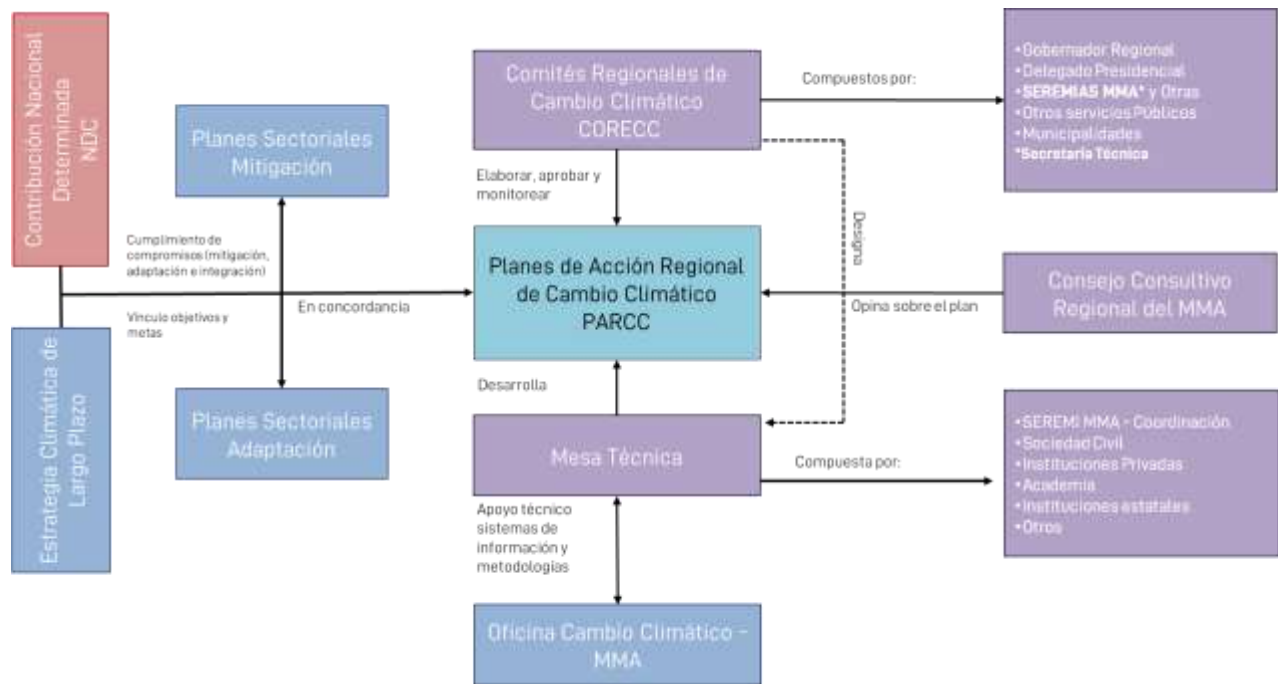 Contribución Nacional
Determinada
NDC
Estrategia Climática de
Largo Plazo
Planes Sectoriales
Mitigación
Cumplimiento de
compromisos (mitigación,
adaptación e integración)
Vínculo objetivos y
metas
En concordancia
Planes Sectoriales
Adaptación
Comités Regionales de
Cambio Climático
CORECC
Elaborar, aprobar y
monitorear
Planes de Acción Regional
de Cambio Climático
PARCC
Desarrolla
Mesa Técnica
Apoyo técnico
sistemas de
información y
metodologías
Oficina Cambio Climático -
MMA
Compuestos por:
•Gobernador Regional
•Delegado Presidencial
•SEREMIAS MMA* y Otras
•Otros servicios Públicos
•Municipalidades
*Secretaría Técnica
Designa
Opina sobre el plan
Consejo Consultivo
Regional del MMA
Compuesta por:
•SEREMI MMA - Coordinación
•Sociedad Civil
•Instituciones Privadas
•Academia
•Instituciones estatales
•Otros